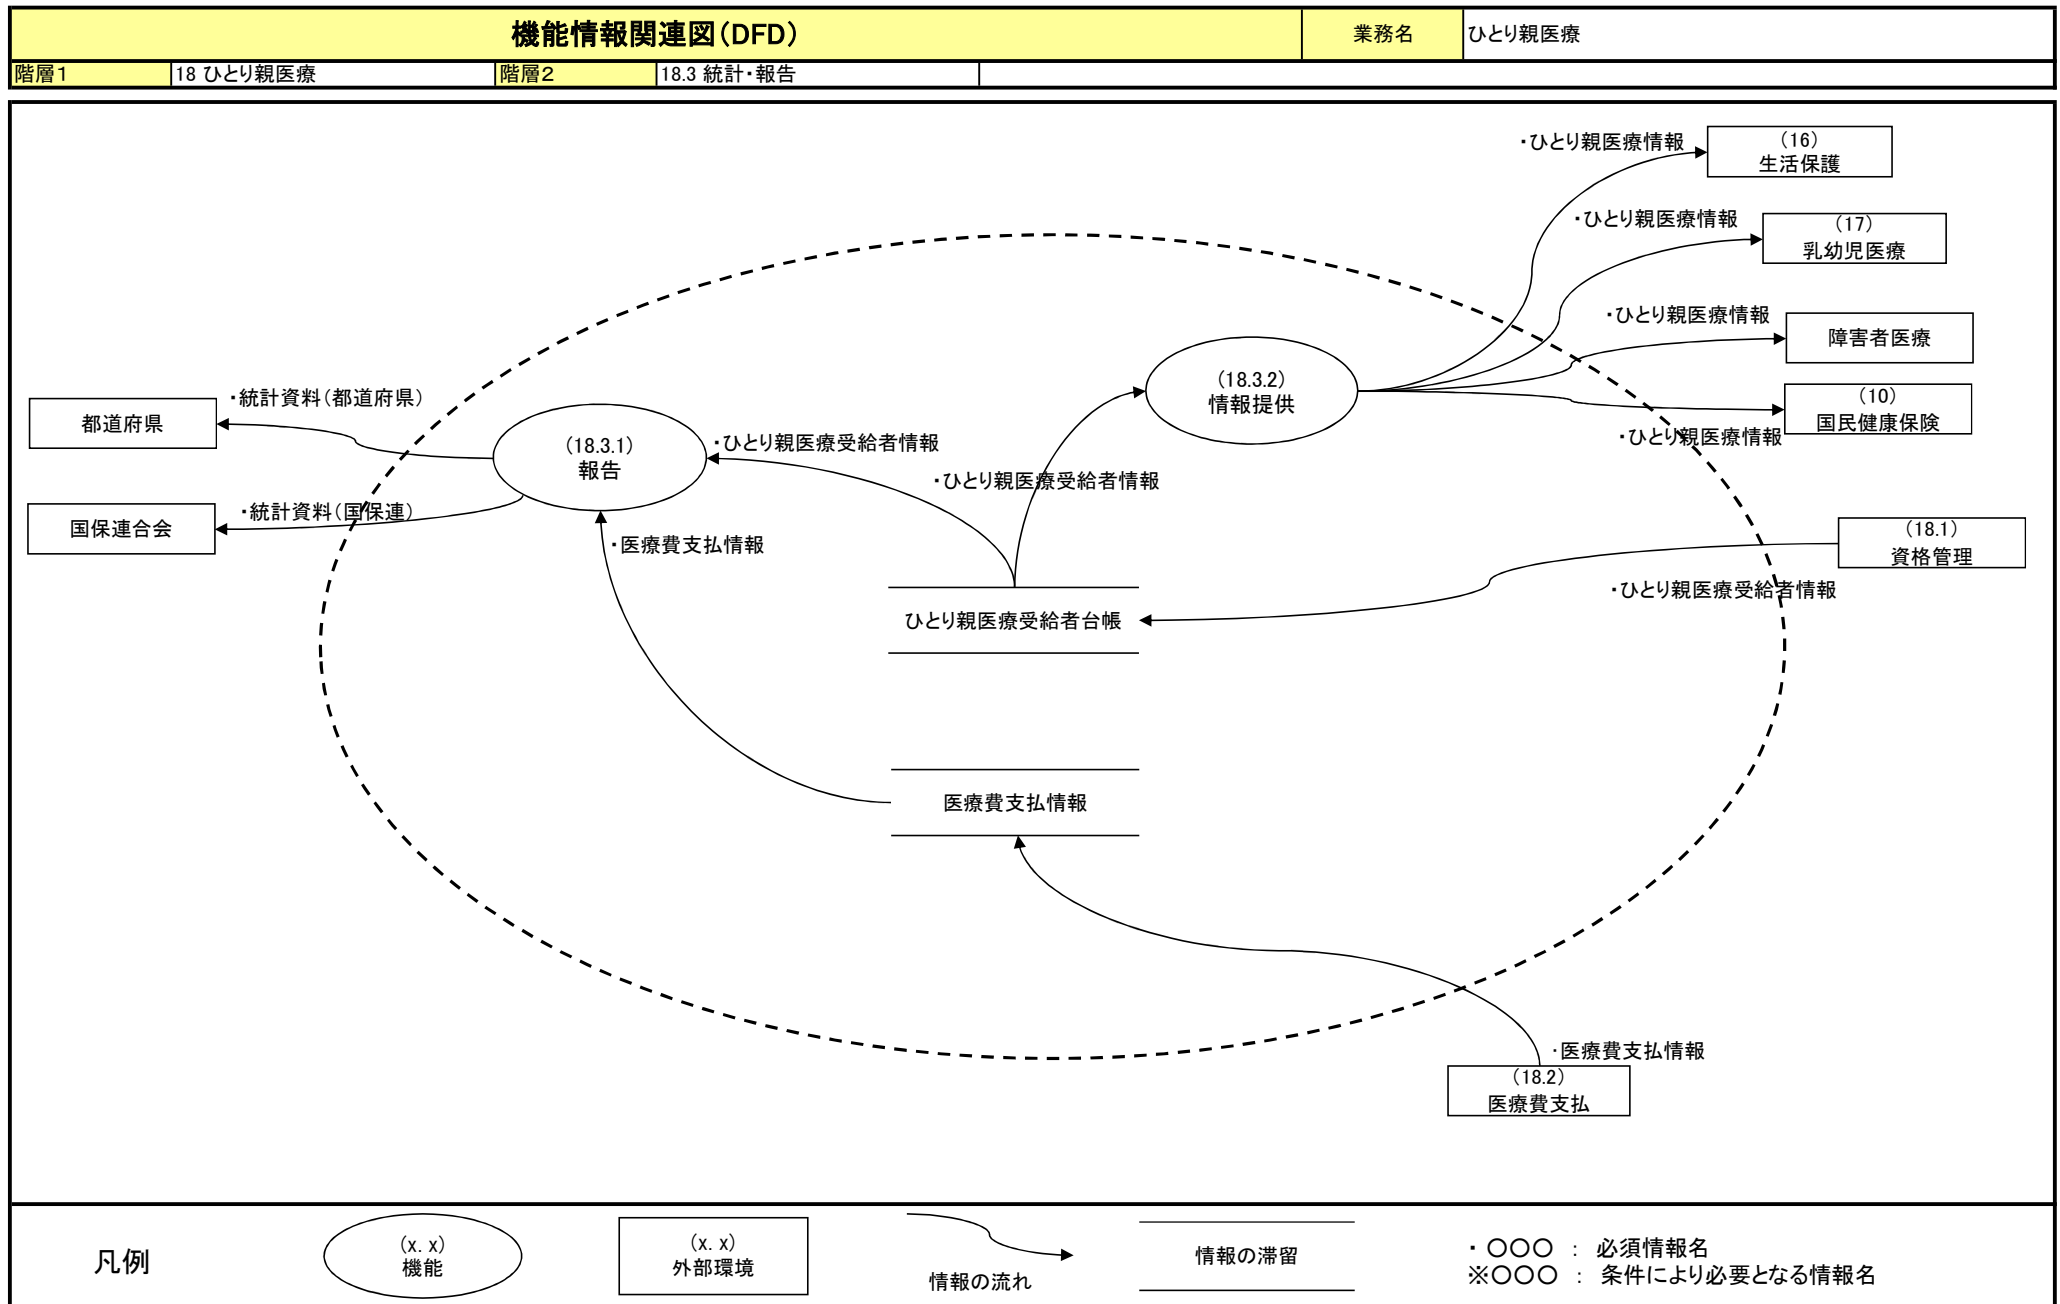 機能情報関連図(DFD)
業務名
ひとり親医療
階層1
18 ひとり親医療
階層2
18.3 統計・報告
・ひとり親医療情報
(16)
生活保護
・ひとり親医療情報
(17)
乳幼児医療
・ひとり親医療情報
障害者医療
(10)
国民健康保険
・ひとり親医療情報
(18.3.2)
情報提供
・統計資料(都道府県)
都道府県
(18.3.1)
報告
・ひとり親医療受給者情報
・ひとり親医療受給者情報
・統計資料(国保連)
国保連合会
・医療費支払情報
(18.1)
資格管理
・ひとり親医療受給者情報
ひとり親医療受給者台帳
医療費支払情報
・医療費支払情報
(18.2)
医療費支払
凡例
(x. x)
機能
(x. x)
外部環境
情報の流れ
情報の滞留
・ 〇〇〇 : 必須情報名
※〇〇〇 : 条件により必要となる情報名